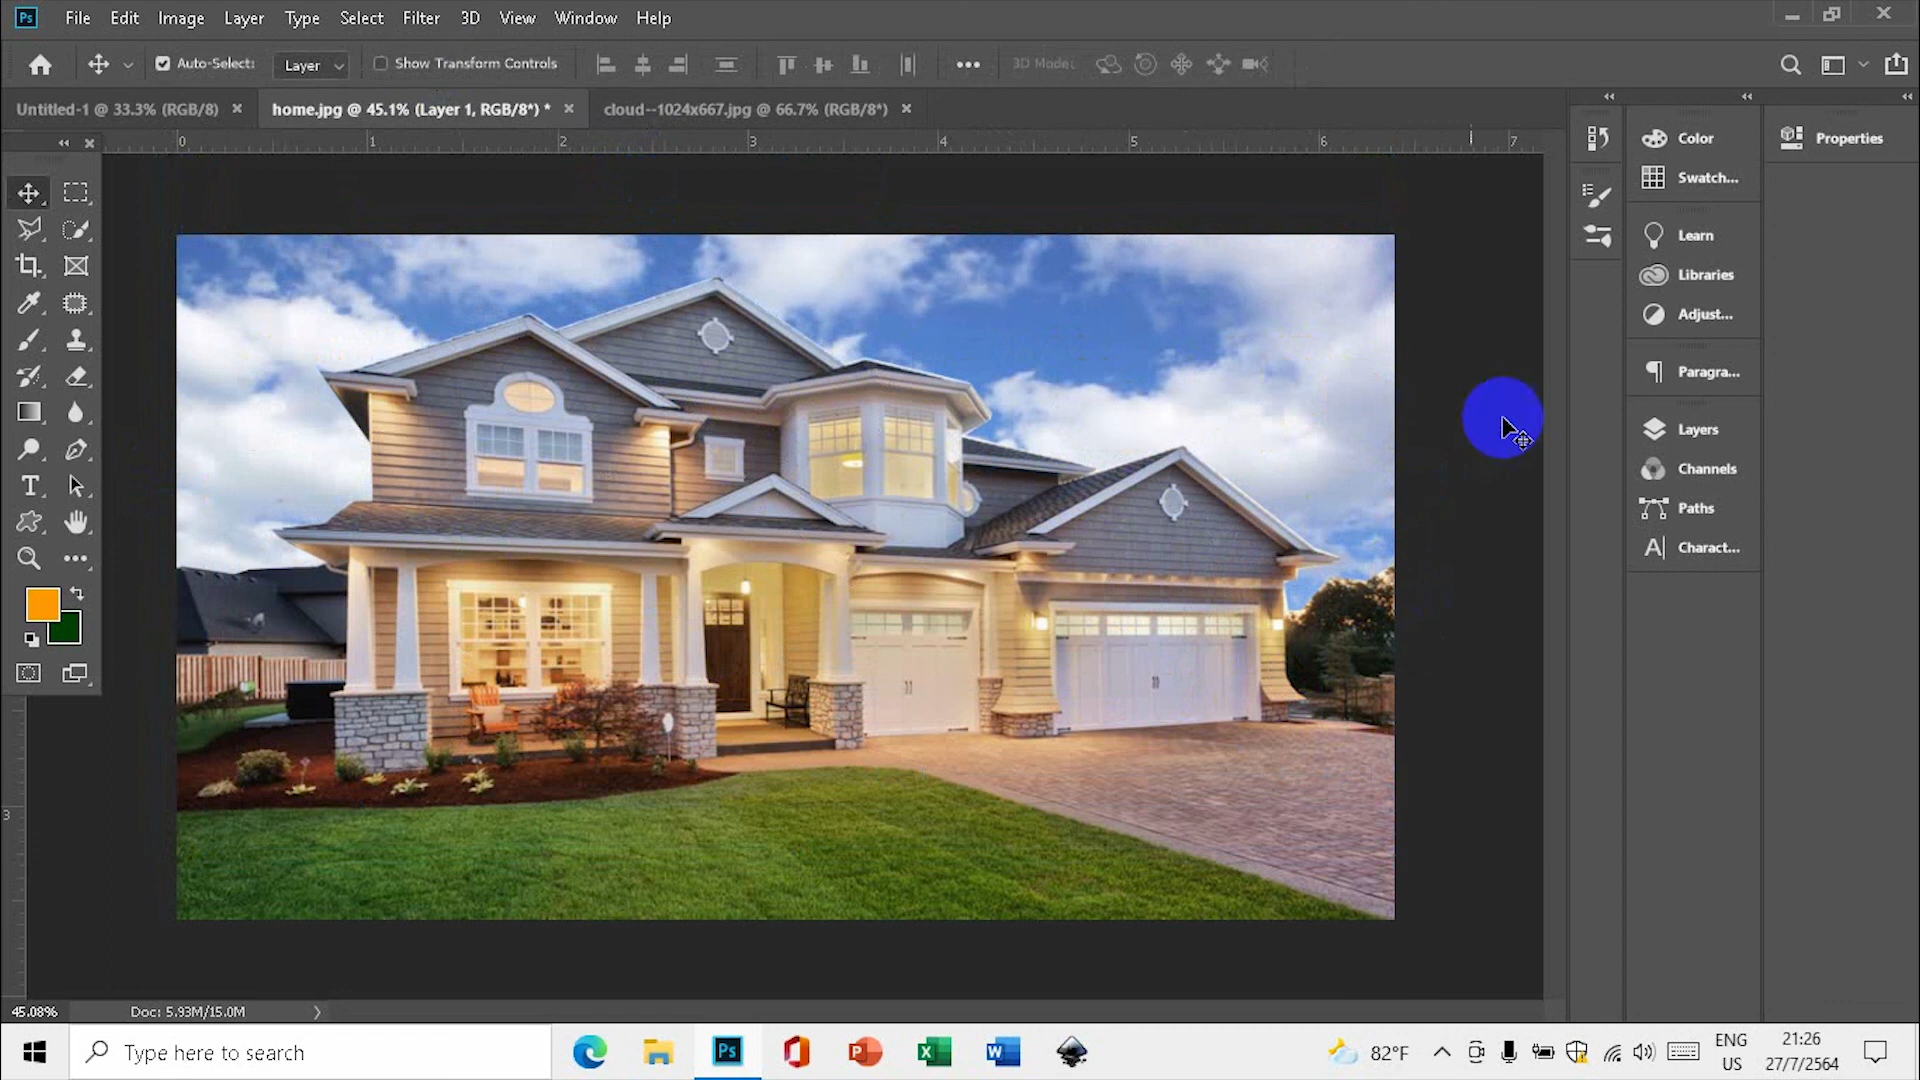 Ps File Edit Image Layer Type Select Filter 3D View Window Help
Auto-Select: Layer Show Transform Controls 3D Mode:
Untitled-1 @ 33.3% (RGB/8) home.jpg @ 45.1% (Layer 1, RGB/8*) * cloud--1024x667.jpg @ 66.7% (RGB/8*)
0 1 2 3 4 5 6 7
Color
Properties
Swatch...
Learn
Libraries
Adjust...
Paragra...
Layers
Channels
Paths
Charact...
3
45.08% Doc: 5.93M/15.0M
Type here to search
82°F
ENG
US
21:26
27/7/2564